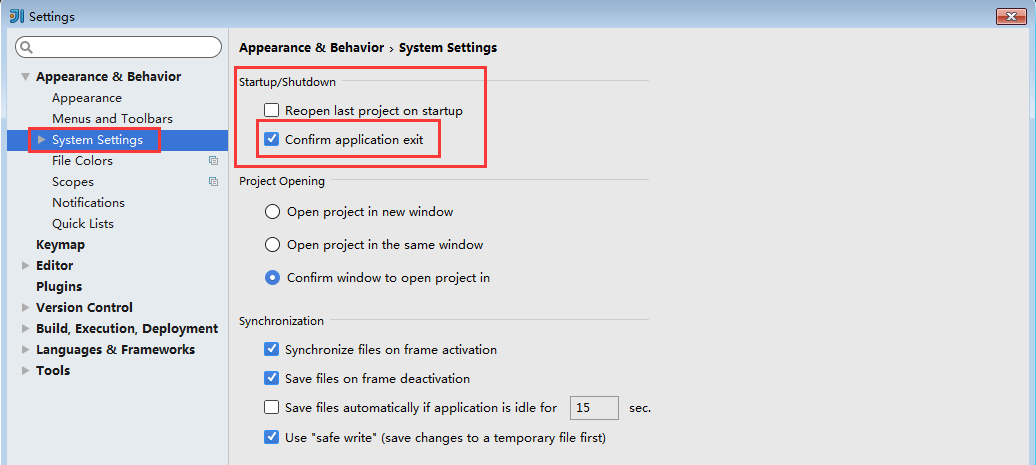 Settings
Appearance & Behavior
Appearance
Menus and Toolbars
System Settings
File Colors
Scopes
Notifications
Quick Lists
Keymap
Editor
Plugins
Version Control
Build, Execution, Deployment
Languages & Frameworks
Tools
Appearance & Behavior › System Settings
Startup/Shutdown
Reopen last project on startup
Confirm application exit
Project Opening
Open project in new window
Open project in the same window
Confirm window to open project in
Synchronization
Synchronize files on frame activation
Save files on frame deactivation
Save files automatically if application is idle for 15 sec.
Use "safe write" (save changes to a temporary file first)